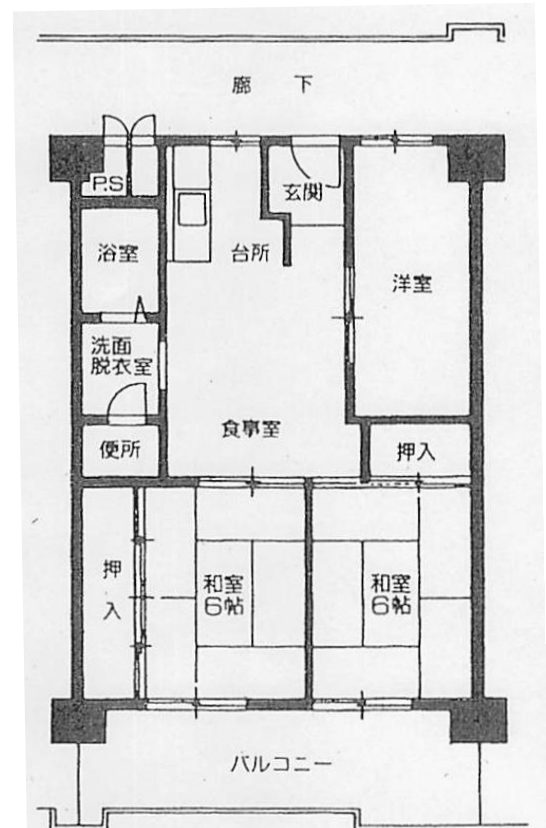 廊　下
P.S
玄関
浴室
台所
洋室
洗面
脱衣室
食事室
便所
押入
押
入
和室
6帖
和室
6帖
バルコニー